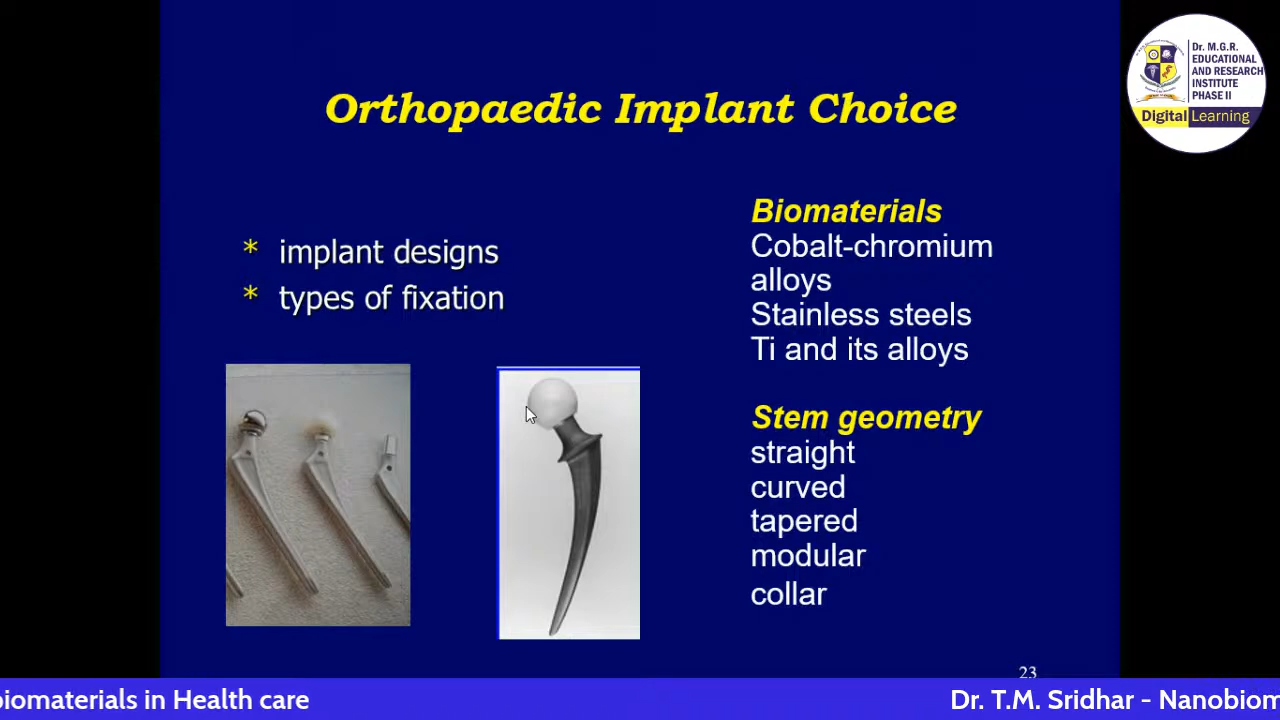 Orthopaedic Implant Choice
* implant designs
* types of fixation
Biomaterials
Cobalt-chromium
alloys
Stainless steels
Ti and its alloys
Stem geometry
straight
curved
tapered
modular
collar
23
Dr. M.G.R.
EDUCATIONAL
AND RESEARCH
INSTITUTE
PHASE II
Digital Learning
biomaterials in Health care
Dr. T.M. Sridhar - Nanobiom